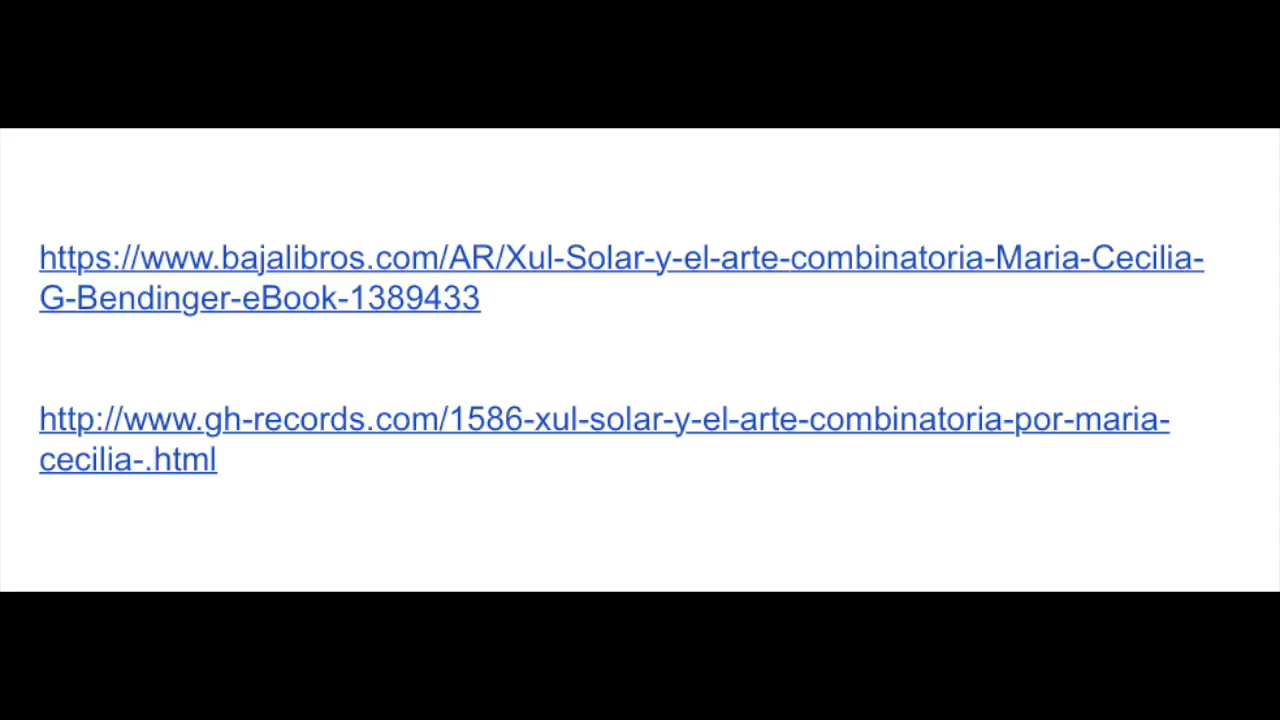 https://www.bajalibros.com/AR/Xul-Solar-y-el-arte-combinatoria-Maria-Cecilia-
G-Bendinger-eBook-1389433
http://www.gh-records.com/1586-xul-solar-y-el-arte-combinatoria-por-maria-
cecilia-.html